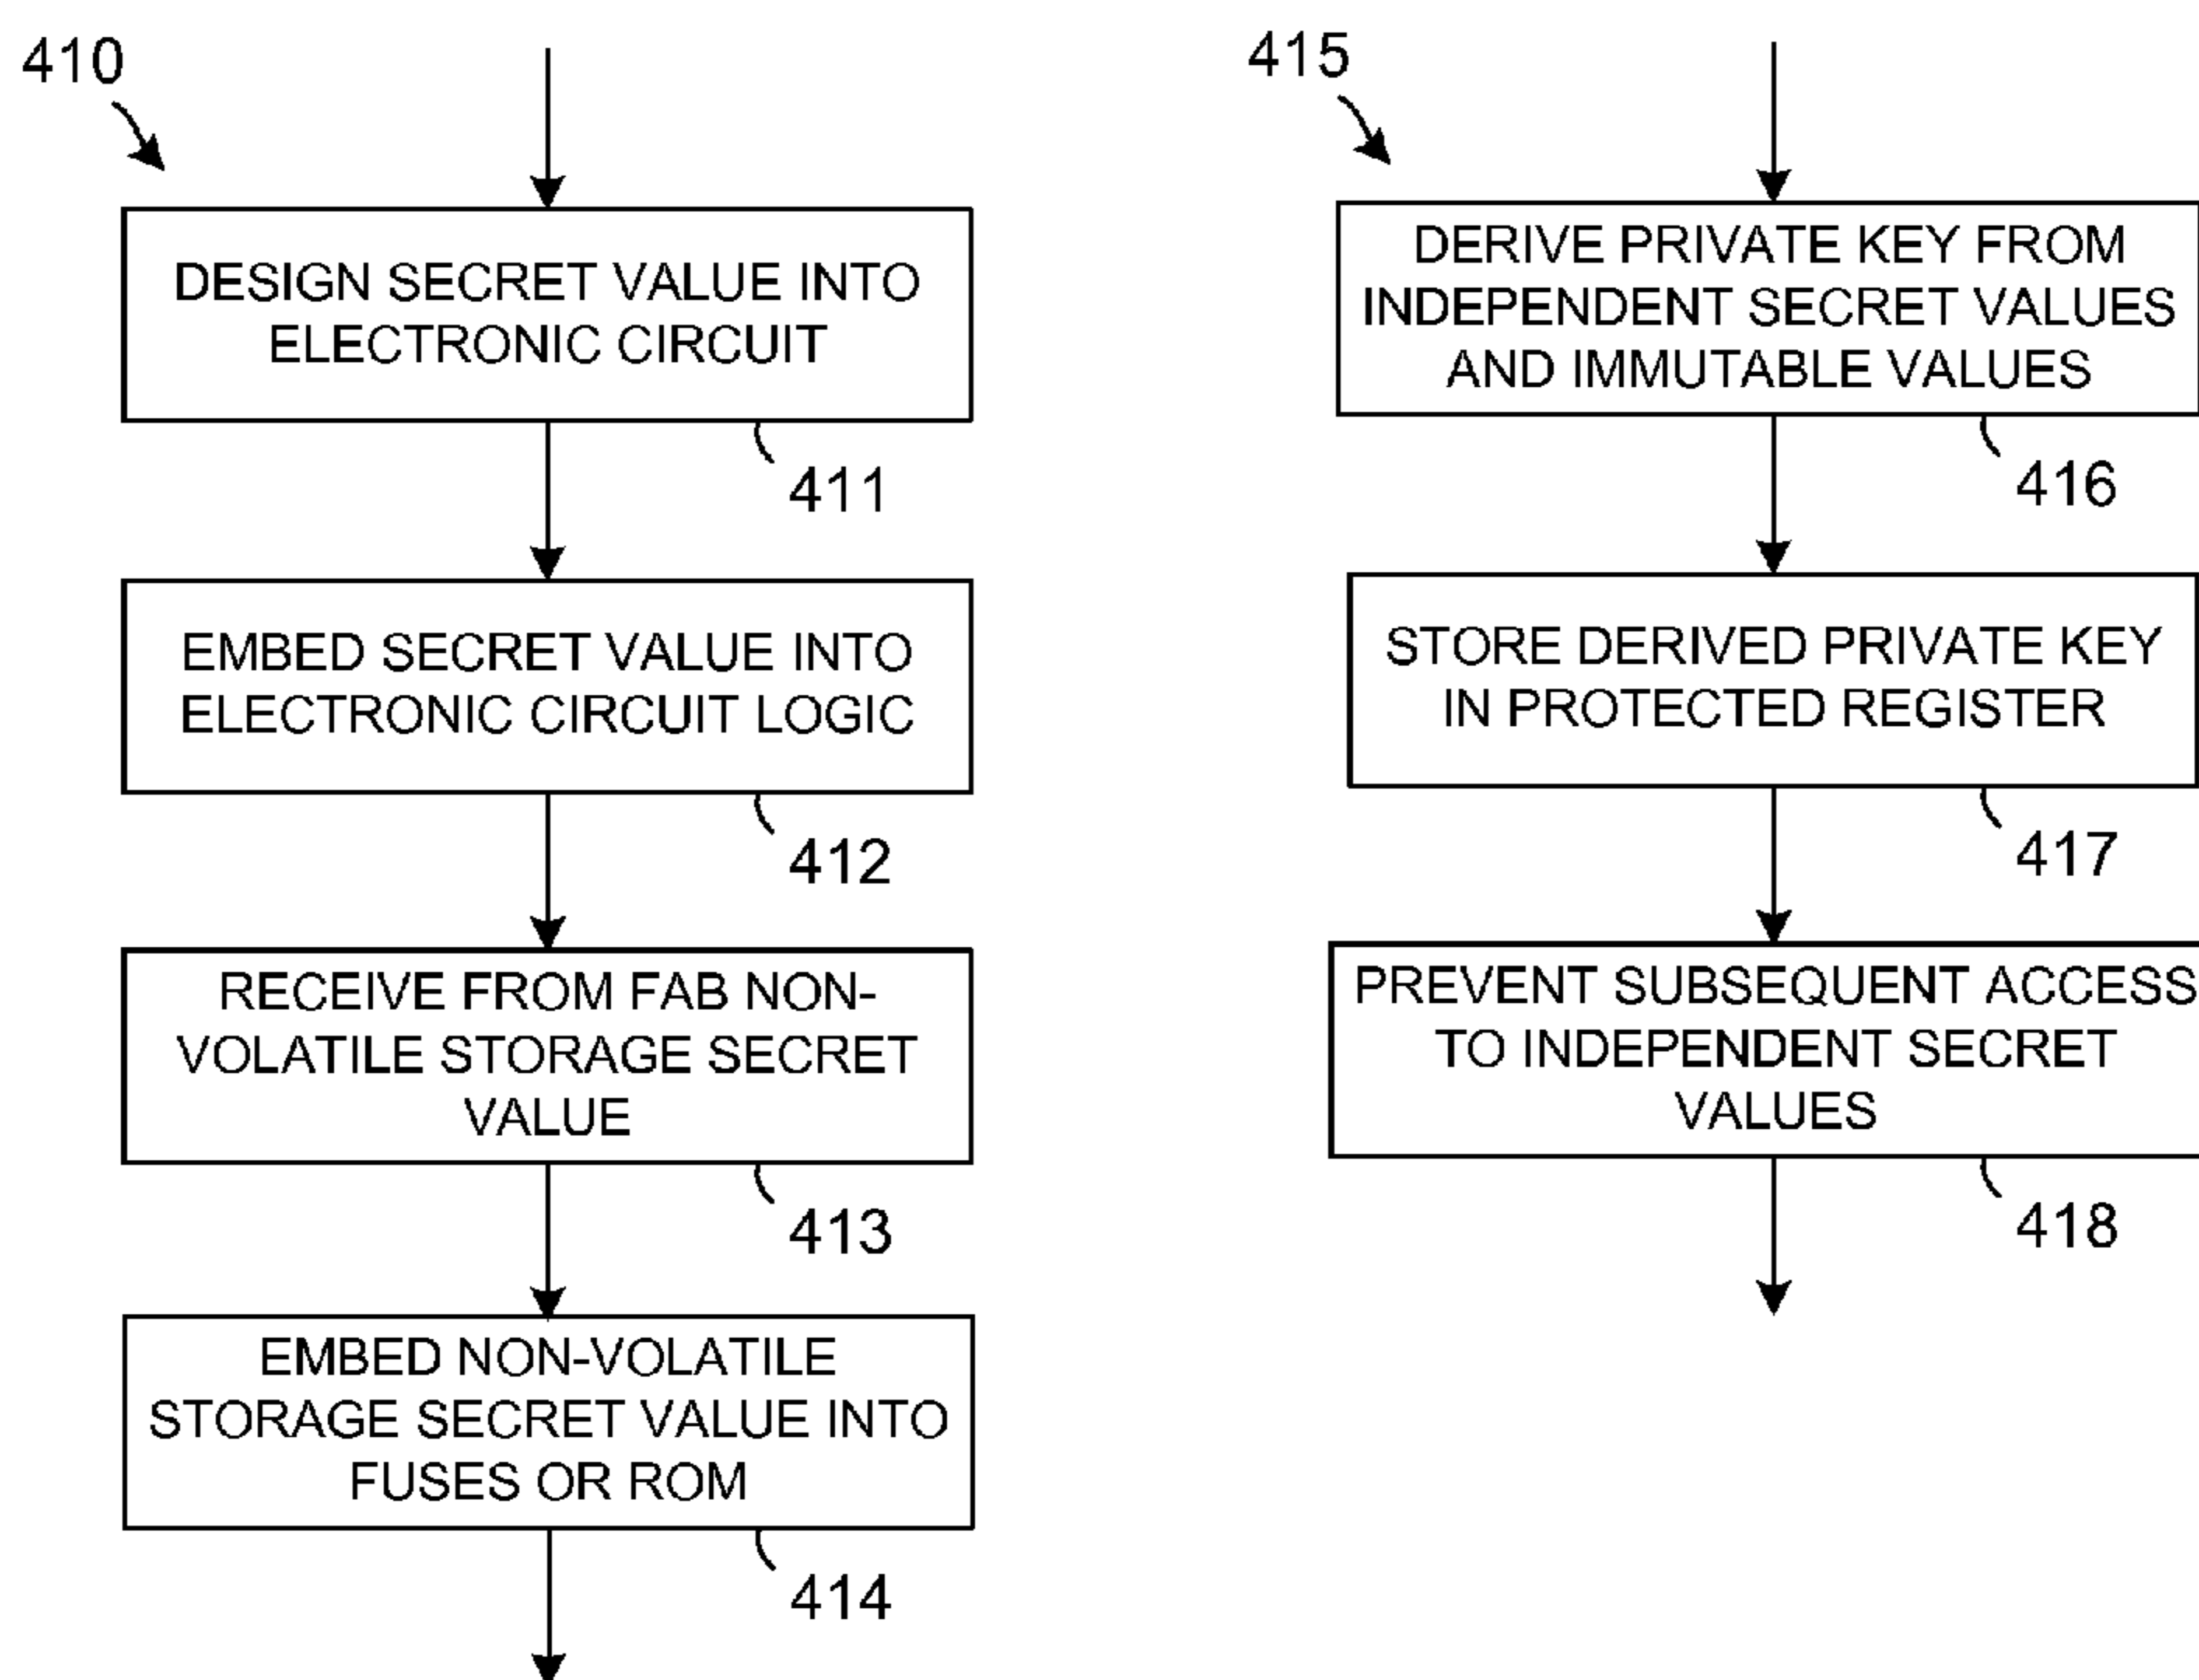 410
DESIGN SECRET VALUE INTO
ELECTRONIC CIRCUIT
411
EMBED SECRET VALUE INTO
ELECTRONIC CIRCUIT LOGIC
412
RECEIVE FROM FAB NON-
VOLATILE STORAGE SECRET
VALUE
413
EMBED NON-VOLATILE
STORAGE SECRET VALUE INTO
FUSES OR ROM
414
415
DERIVE PRIVATE KEY FROM
INDEPENDENT SECRET VALUES
AND IMMUTABLE VALUES
416
STORE DERIVED PRIVATE KEY
IN PROTECTED REGISTER
417
PREVENT SUBSEQUENT ACCESS
TO INDEPENDENT SECRET
VALUES
418